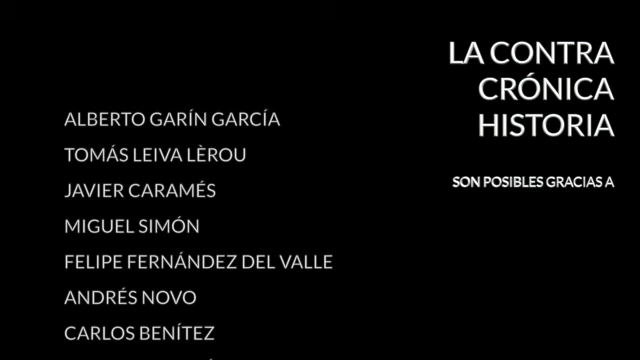 LA CONTRA
CRÓNICA
HISTORIA
SON POSIBLES GRACIAS A
ALBERTO GARÍN GARCÍA
TOMÁS LEIVA LÈROU
JAVIER CARAMÉS
MIGUEL SIMÓN
FELIPE FERNÁNDEZ DEL VALLE
ANDRÉS NOVO
CARLOS BENÍTEZ